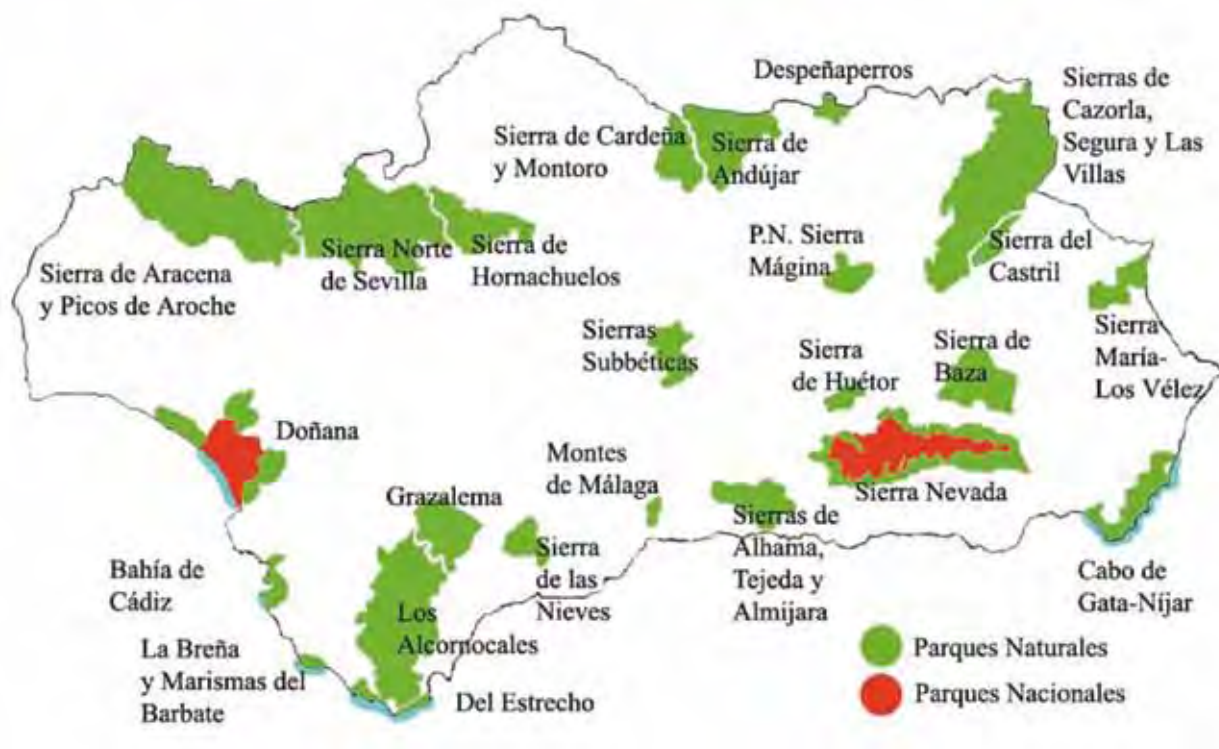 Despeñaperros
Sierras de
Cazorla,
Segura y Las
Villas
Sierra de Cardeña
y Montoro
Sierra de
Andújar
P.N. Sierra
Mágina
Sierra del
Castril
Sierra de Aracena
y Picos de Aroche
Sierra Norte
de Sevilla
Sierra de
Hornachuelos
Sierras
Subbéticas
Sierra
de Huétor
Sierra de
Baza
Sierra
María-
Los Vélez
Doñana
Grazalema
Montes
de Málaga
Sierra Nevada
Sierra
de las
Nieves
Sierras de
Alhama,
Tejeda y
Almijara
Cabo de
Gata-Níjar
Bahía de
Cádiz
Los
Alcornocales
La Breña
y Marismas del
Barbate
Del Estrecho
Parques Naturales
Parques Nacionales